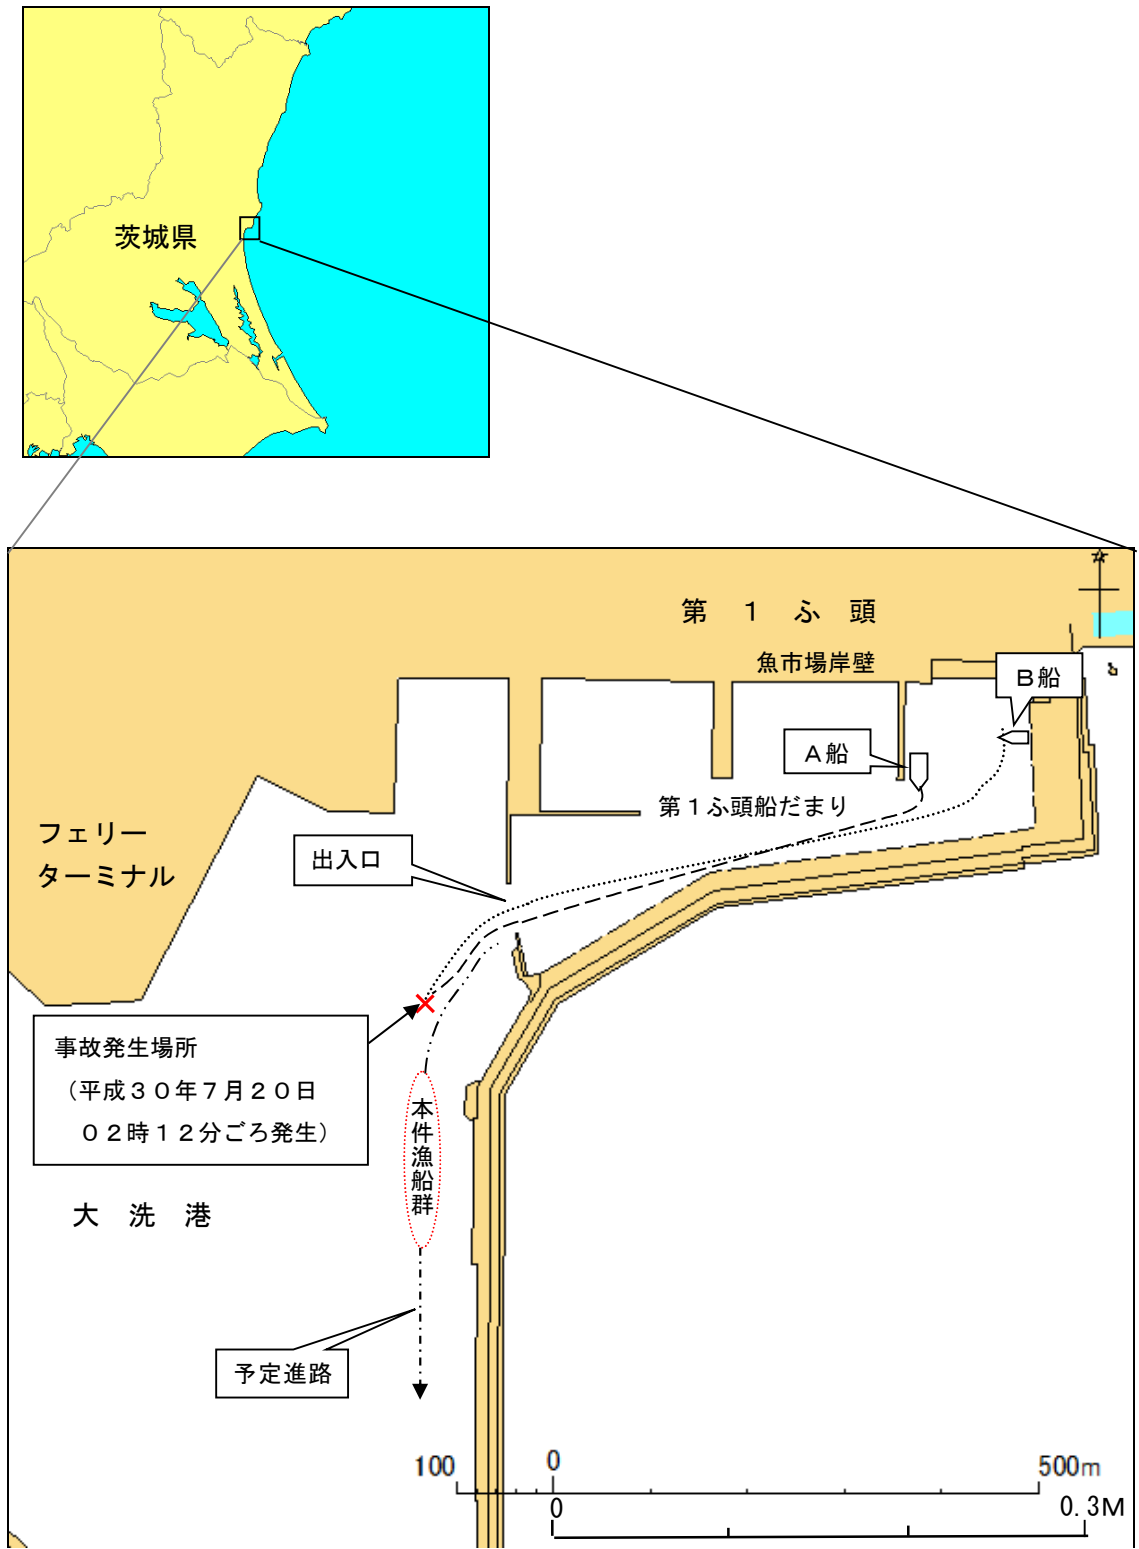 茨城県
第 １ ふ 頭
魚市場岸壁
Ｂ船
Ａ船
第１ふ頭船だまり
フェリー
ターミナル
出入口
事故発生場所
（平成３０年７月２０日
０２時１２分ごろ発生）
本件漁船群
大 洗 港
予定進路
100 0 500m
0 0.3M